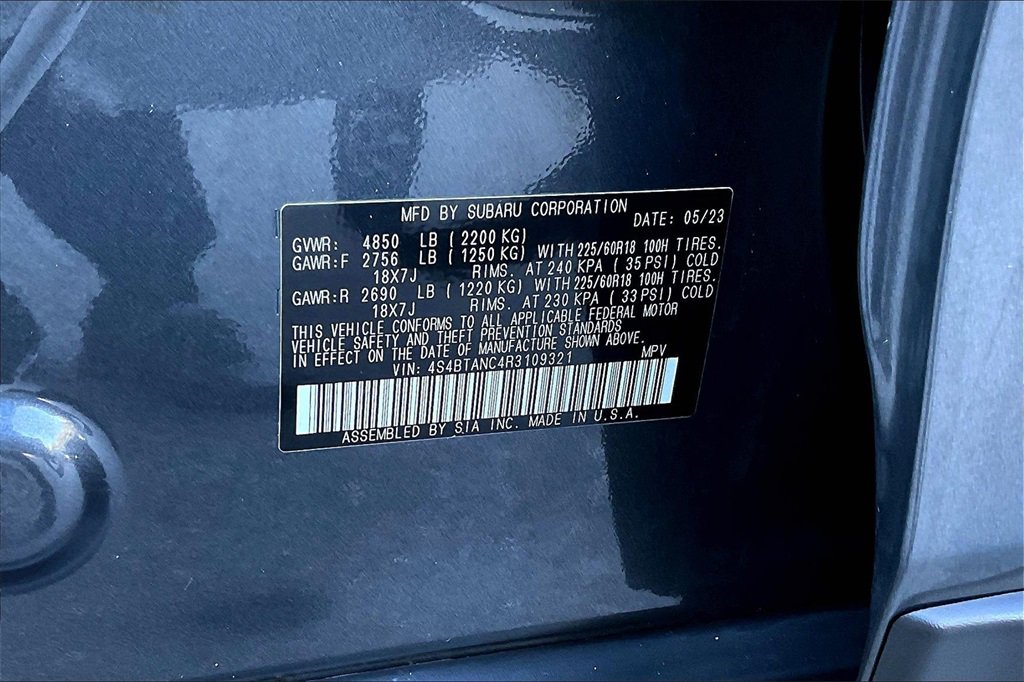 MFD BY SUBARU CORPORATION DATE: 05/23
GVWR: 4850 LB ( 2200 KG)
GAWR:F 2756 LB ( 1250 KG) WITH 225/60R18 100H TIRES.
18X7J RIMS. AT 240 KPA ( 35 PSI) COLD
GAWR:R 2690 LB ( 1220 KG) WITH 225/60R18 100H TIRES.
18X7J RIMS. AT 230 KPA ( 33 PSI) COLD
THIS VEHICLE CONFORMS TO ALL APPLICABLE FEDERAL MOTOR
VEHICLE SAFETY AND THEFT PREVENTION STANDARDS
IN EFFECT ON THE DATE OF MANUFACTURE SHOWN ABOVE.
VIN: 4S4BTANC4R3109321 MPV
ASSEMBLED BY SIA INC. MADE IN U.S.A.